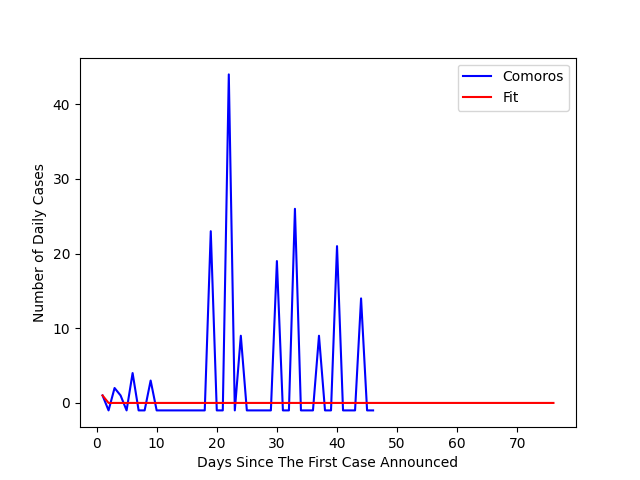 Comoros
Fit
40
30
20
10
0
Number of Daily Cases
0 10 20 30 40 50 60 70
Days Since The First Case Announced